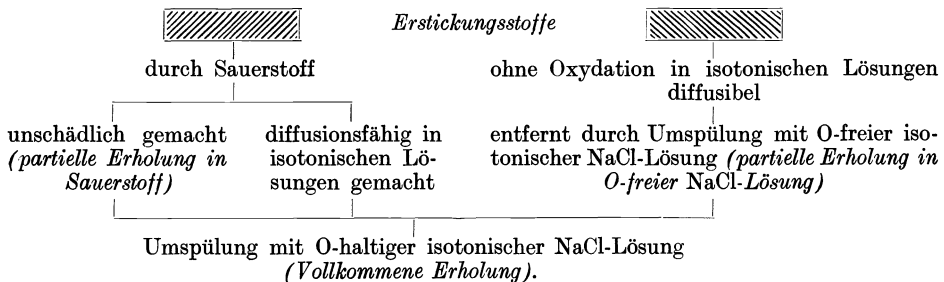 Erstickungsstoffe
durch Sauerstoff
ohne Oxydation in isotonischen Lösungen
diffusibel
unschädlich gemacht
(partielle Erholung in
Sauerstoff)
diffusionsfähig in
isotonischen Lö-
sungen gemacht
entfernt durch Umspülung mit O-freier iso-
tonischer NaCl-Lösung (partielle Erholung in
O-freier NaCl-Lösung)
Umspülung mit O-haltiger isotonischer NaCl-Lösung
(Vollkommene Erholung).